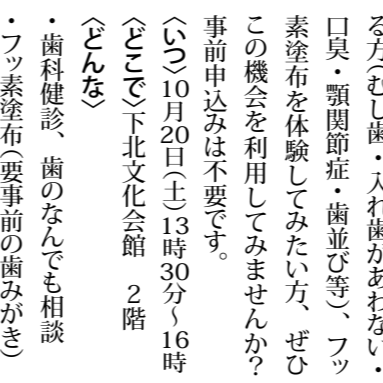 る方（むし歯・入れ歯があわない・
口臭・顎関節症・歯並び等）、フッ
素塗布を体験してみたい方、ぜひ
この機会を利用してみませんか？
事前申込みは不要です。
〈いつ〉10月20日（土）13時30分～16時
〈どこで〉下北文化会館　2階
〈どんな〉
・歯科健診、歯のなんでも相談
・フッ素塗布（要事前の歯みがき）